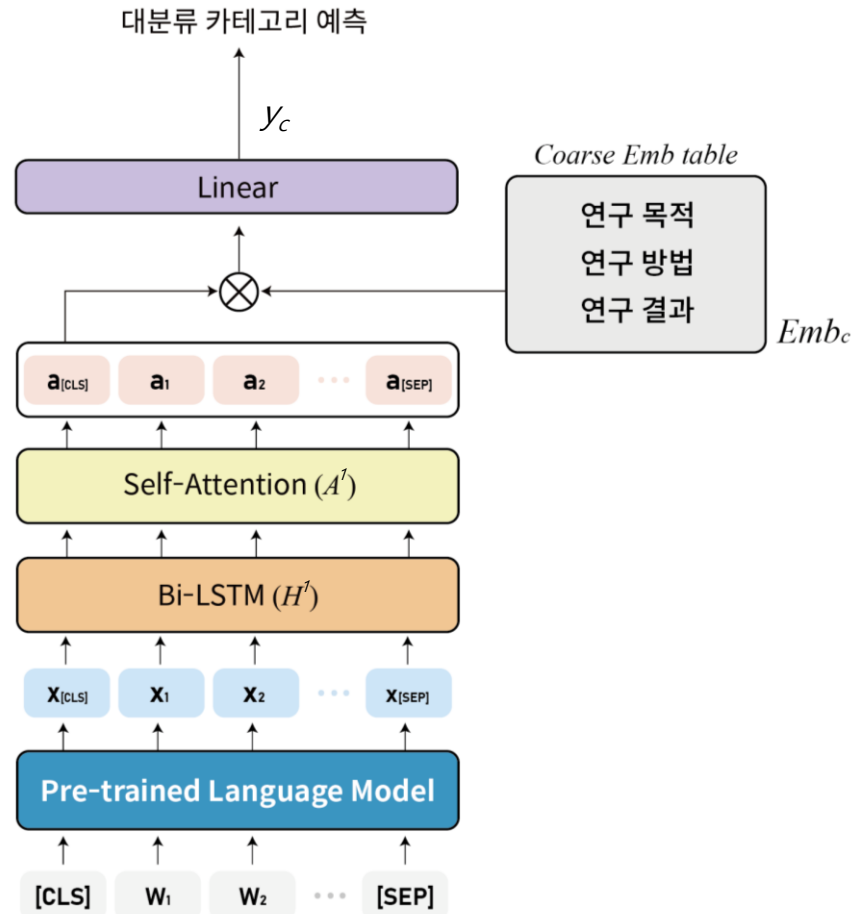 대분류 카테고리 예측
y_c
Coarse Emb table
Linear
연구 목적
연구 방법
연구 결과
Emb_c
a[CLS] a1 a2 ··· a[SEP]
Self-Attention (A¹)
Bi-LSTM (H¹)
x[CLS] x1 x2 ··· x[SEP]
Pre-trained Language Model
[CLS] W1 W2 ··· [SEP]